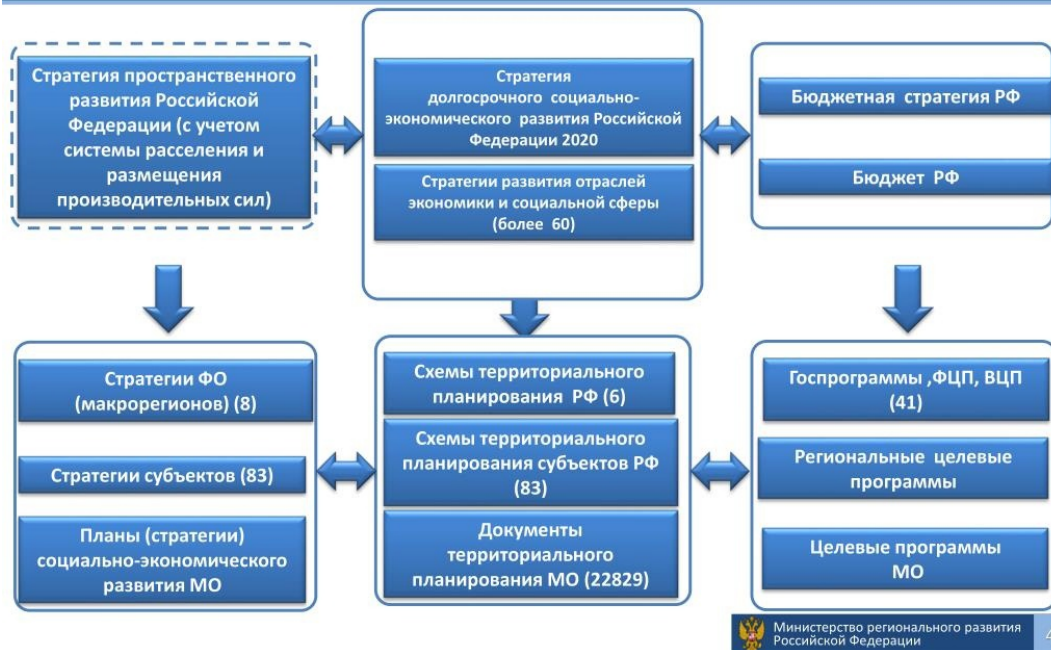 Стратегия пространственного
развития Российской
Федерации (с учетом
системы расселения и
размещения
производительных сил)
Стратегия
долгосрочного социально-
экономического развития Российской
Федерации 2020
Стратегии развития отраслей
экономики и социальной сферы
(более 60)
Бюджетная стратегия РФ
Бюджет РФ
Стратегии ФО
(макрорегионов) (8)
Стратегии субъектов (83)
Планы (стратегии)
социально-экономического
развития МО
Схемы территориального
планирования РФ (6)
Схемы территориального
планирования субъектов РФ
(83)
Документы
территориального
планирования МО (22829)
Госпрограммы ,ФЦП, ВЦП
(41)
Региональные целевые
программы
Целевые программы
МО
Министерство регионального развития
Российской Федерации
4